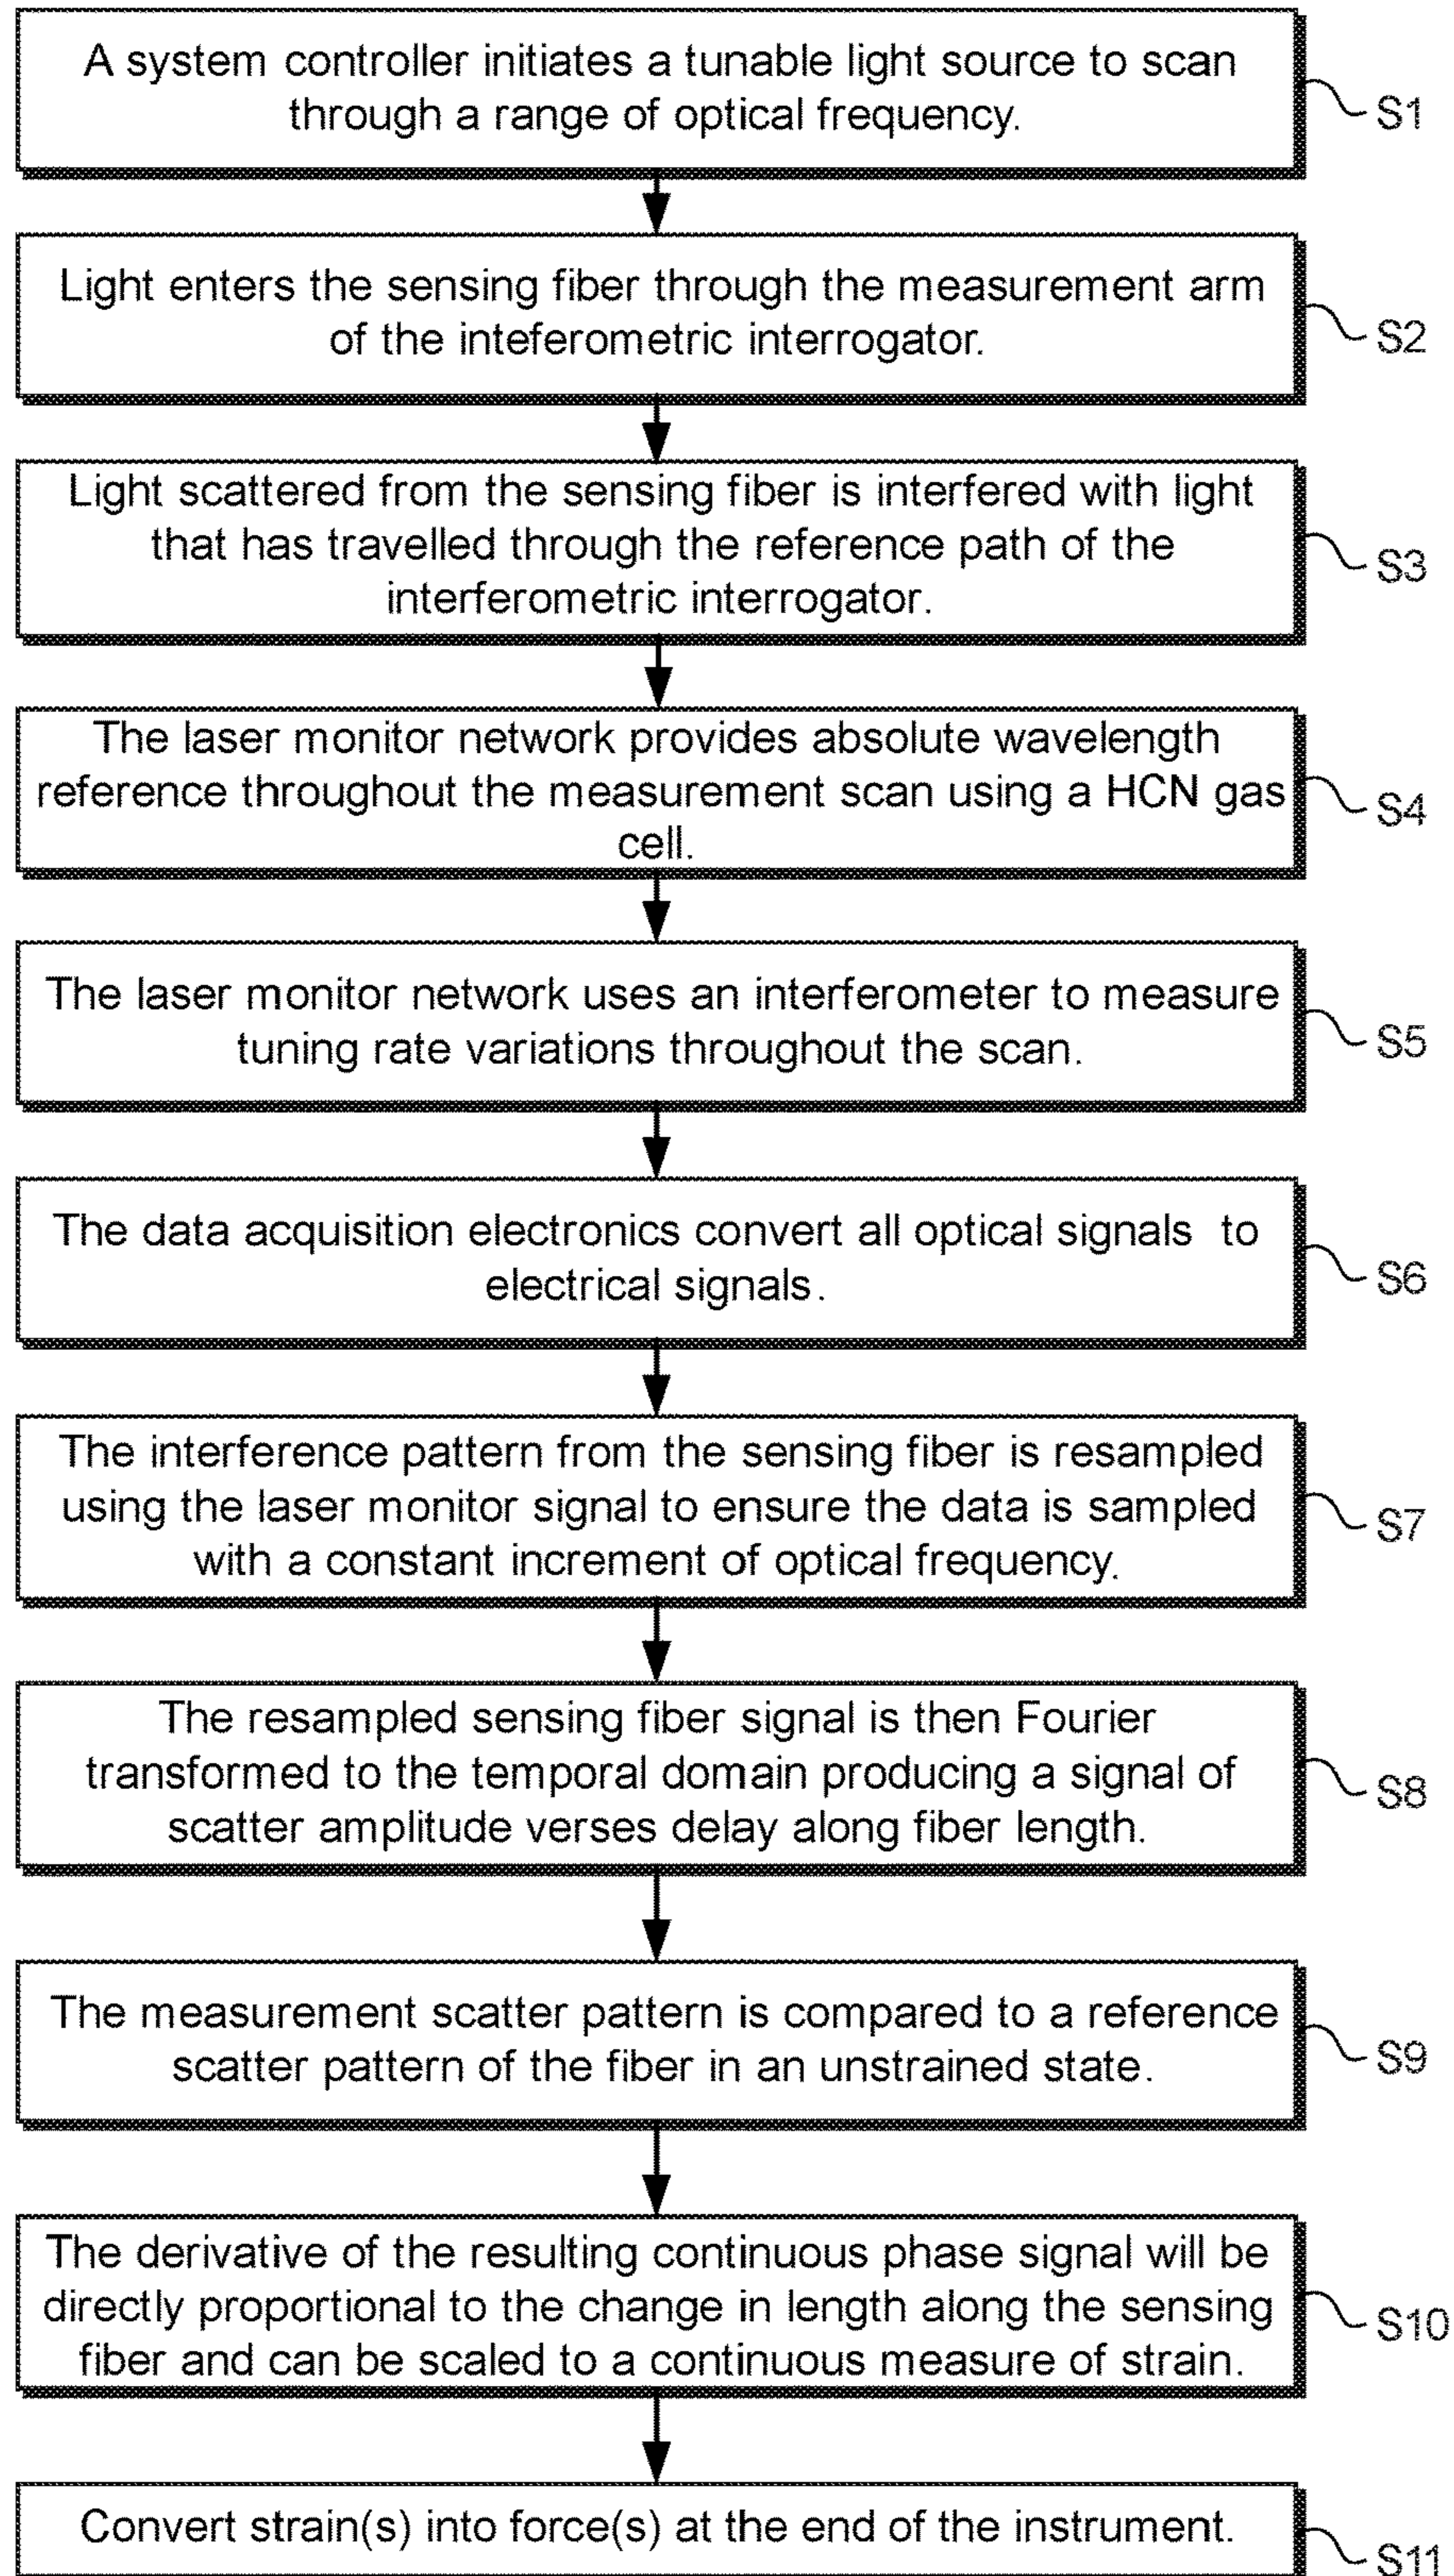 A system controller initiates a tunable light source to scan
through a range of optical frequency.
S1
Light enters the sensing fiber through the measurement arm
of the inteferometric interrogator.
S2
Light scattered from the sensing fiber is interfered with light
that has travelled through the reference path of the
interferometric interrogator.
S3
The laser monitor network provides absolute wavelength
reference throughout the measurement scan using a HCN gas
cell.
S4
The laser monitor network uses an interferometer to measure
tuning rate variations throughout the scan.
S5
The data acquisition electronics convert all optical signals to
electrical signals.
S6
The interference pattern from the sensing fiber is resampled
using the laser monitor signal to ensure the data is sampled
with a constant increment of optical frequency.
S7
The resampled sensing fiber signal is then Fourier
transformed to the temporal domain producing a signal of
scatter amplitude verses delay along fiber length.
S8
The measurement scatter pattern is compared to a reference
scatter pattern of the fiber in an unstrained state.
S9
The derivative of the resulting continuous phase signal will be
directly proportional to the change in length along the sensing
fiber and can be scaled to a continuous measure of strain.
S10
Convert strain(s) into force(s) at the end of the instrument.
S11